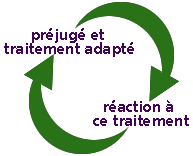 préjugé et
traitement adapté
réaction à
ce traitement